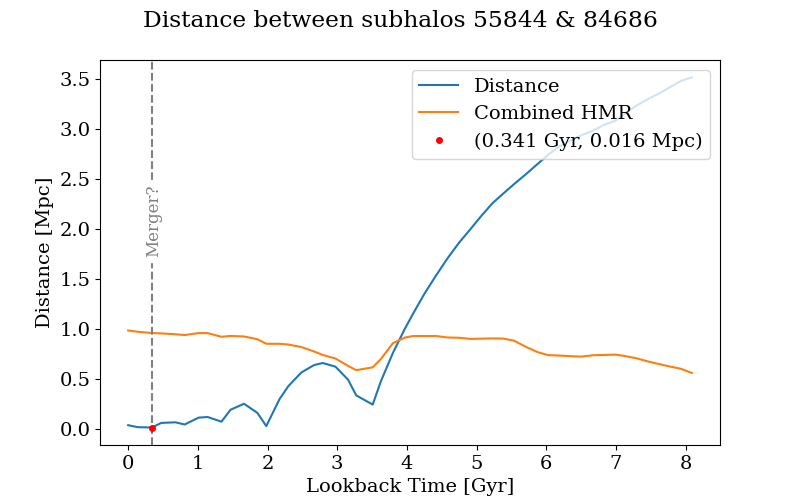 Distance between subhalos 55844 & 84686
Distance
Combined HMR
(0.341 Gyr, 0.016 Mpc)
Merger?
Distance [Mpc]
3.5
3.0
2.5
2.0
1.5
1.0
0.5
0.0
0 1 2 3 4 5 6 7 8
Lookback Time [Gyr]